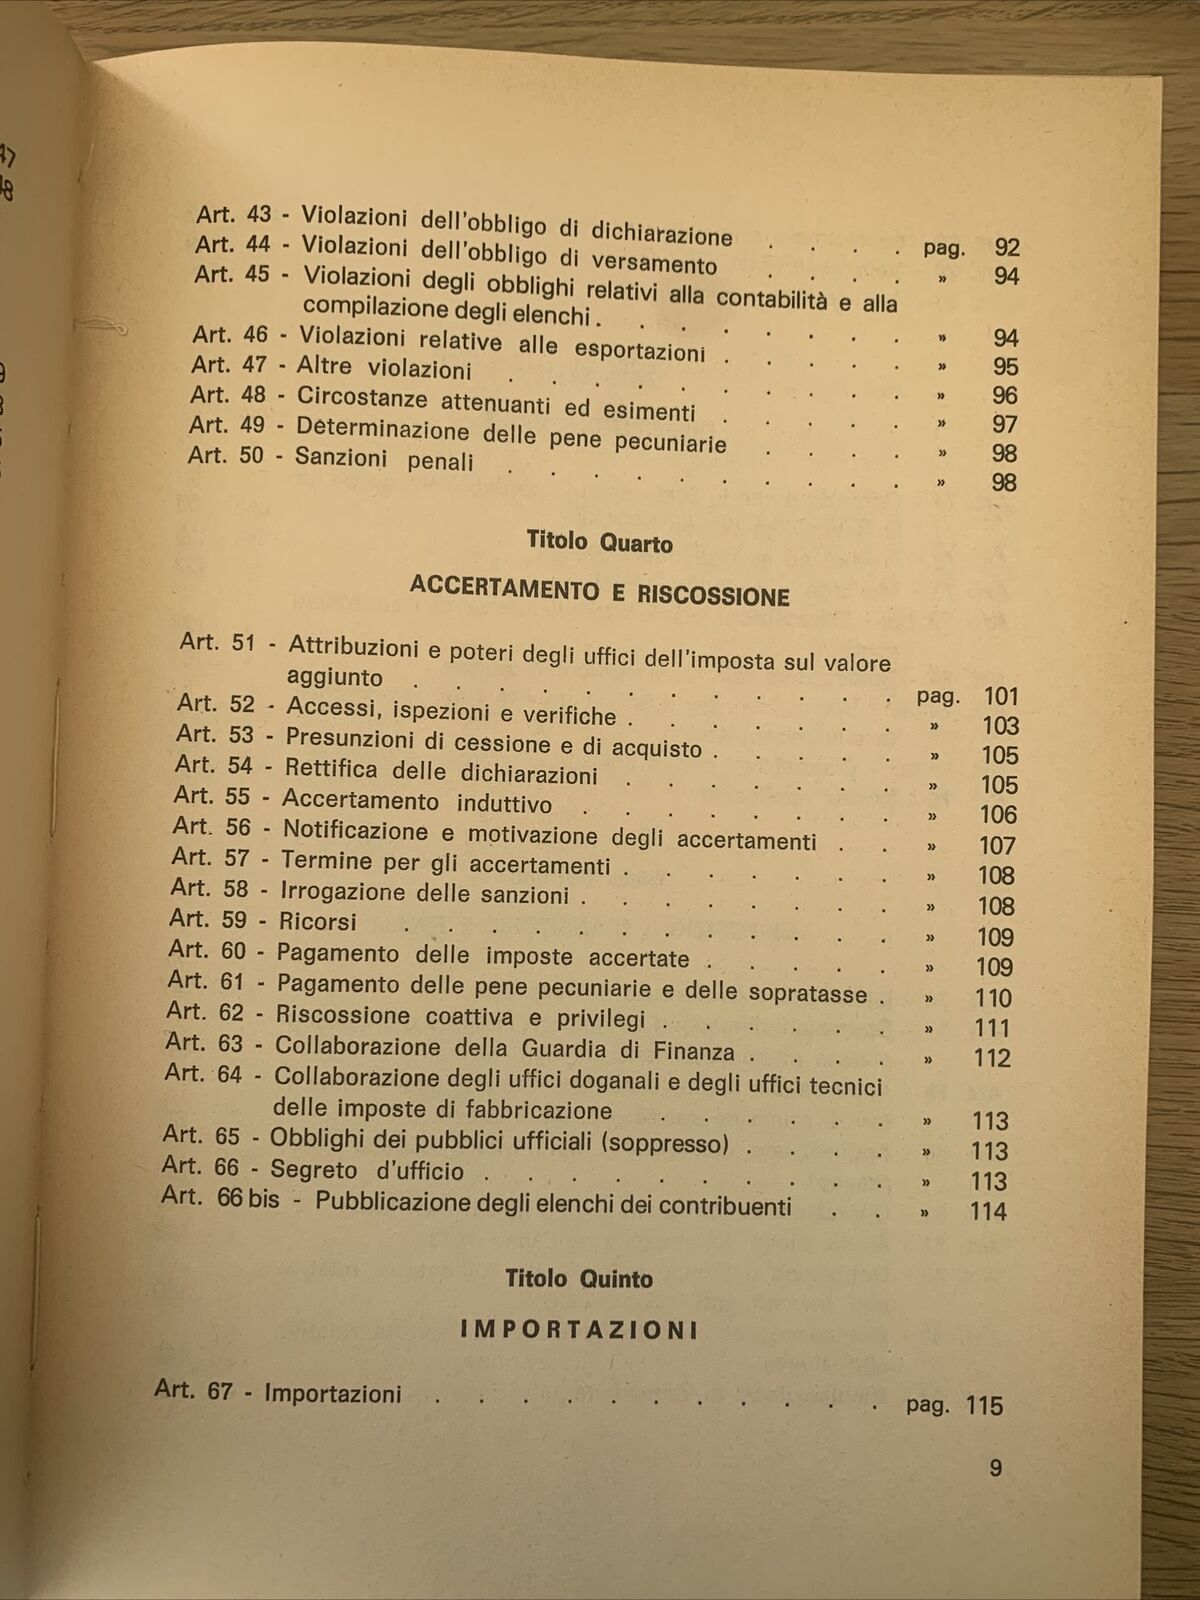 47
48
Art. 43 - Violazioni dell'obbligo di dichiarazione . . . . pag. 92
Art. 44 - Violazioni dell'obbligo di versamento . . . . » 94
Art. 45 - Violazioni degli obblighi relativi alla contabilità e alla
compilazione degli elenchi . . . . . . . . » 94
Art. 46 - Violazioni relative alle esportazioni . . . . . » 95
Art. 47 - Altre violazioni . . . . . . . . . . » 96
Art. 48 - Circostanze attenuanti ed esimenti . . . . . » 97
Art. 49 - Determinazione delle pene pecuniarie . . . . » 98
Art. 50 - Sanzioni penali . . . . . . . . . . » 98
Titolo Quarto
ACCERTAMENTO E RISCOSSIONE
Art. 51 - Attribuzioni e poteri degli uffici dell'imposta sul valore
aggiunto . . . . . . . . . . . . pag. 101
Art. 52 - Accessi, ispezioni e verifiche . . . . . . . » 103
Art. 53 - Presunzioni di cessione e di acquisto . . . . . » 105
Art. 54 - Rettifica delle dichiarazioni . . . . . . . » 105
Art. 55 - Accertamento induttivo . . . . . . . . » 106
Art. 56 - Notificazione e motivazione degli accertamenti . . » 107
Art. 57 - Termine per gli accertamenti . . . . . . . » 108
Art. 58 - Irrogazione delle sanzioni . . . . . . . . » 108
Art. 59 - Ricorsi . . . . . . . . . . . . » 109
Art. 60 - Pagamento delle imposte accertate . . . . . » 109
Art. 61 - Pagamento delle pene pecuniarie e delle sopratasse . » 110
Art. 62 - Riscossione coattiva e privilegi . . . . . . » 111
Art. 63 - Collaborazione della Guardia di Finanza . . . . » 112
Art. 64 - Collaborazione degli uffici doganali e degli uffici tecnici
delle imposte di fabbricazione . . . . . . » 113
Art. 65 - Obblighi dei pubblici ufficiali (soppresso) . . . . » 113
Art. 66 - Segreto d'ufficio . . . . . . . . . . » 113
Art. 66 bis - Pubblicazione degli elenchi dei contribuenti . . » 114
Titolo Quinto
IMPORTAZIONI
Art. 67 - Importazioni . . . . . . . . . . . pag. 115
9